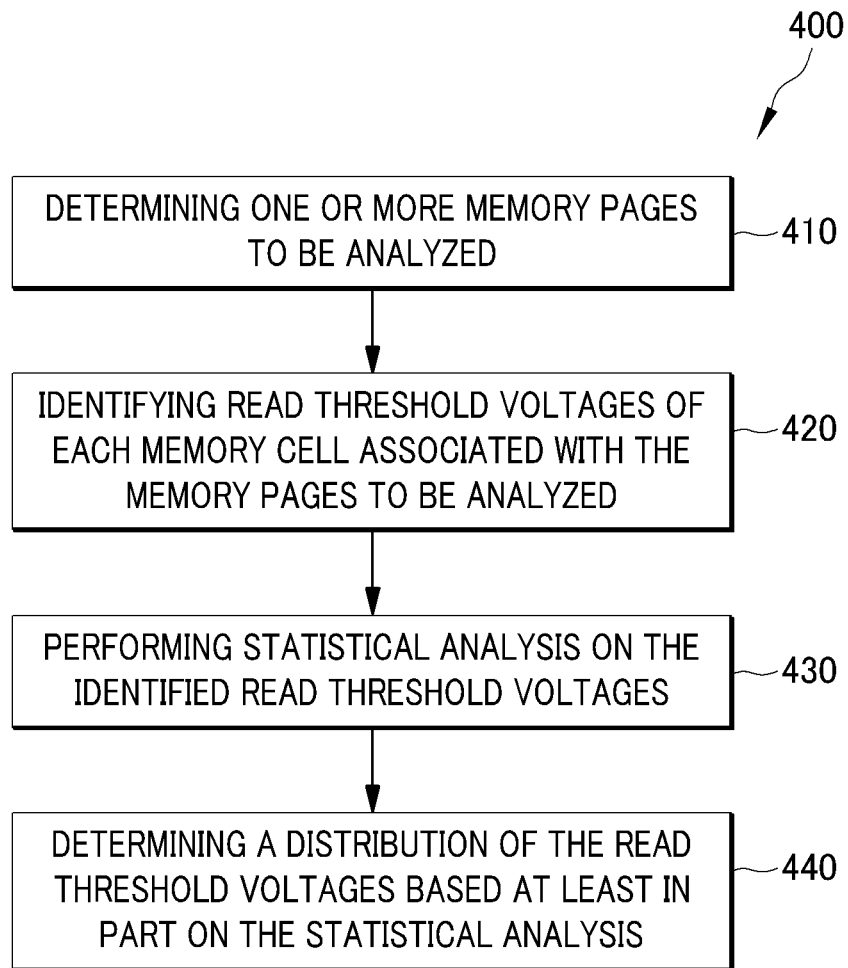 400
DETERMINING ONE OR MORE MEMORY PAGES
TO BE ANALYZED
410
IDENTIFYING READ THRESHOLD VOLTAGES OF
EACH MEMORY CELL ASSOCIATED WITH THE
MEMORY PAGES TO BE ANALYZED
420
PERFORMING STATISTICAL ANALYSIS ON THE
IDENTIFIED READ THRESHOLD VOLTAGES
430
DETERMINING A DISTRIBUTION OF THE READ
THRESHOLD VOLTAGES BASED AT LEAST IN
PART ON THE STATISTICAL ANALYSIS
440